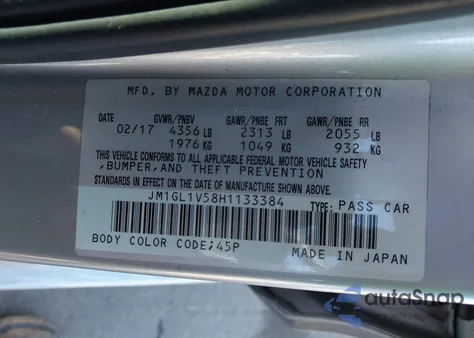 MFD. BY MAZDA MOTOR CORPORATION
DATE GVWR/PNBV GAWR/PNBE FRT GAWR/PNBE RR
02/17 4356 LB 2313 LB 2055 LB
1976 KG 1049 KG 932 KG
THIS VEHICLE CONFORMS TO ALL APPLICABLE FEDERAL MOTOR VEHICLE SAFETY
,BUMPER,AND THEFT PREVENTION
STANDARDS IN EFFECT ON THE DATE OF MANUFACTURE SHOWN ABOVE.
JM1GL1V58H1133384 TYPE: PASS CAR
BODY COLOR CODE;45P MADE IN JAPAN
autoSnap